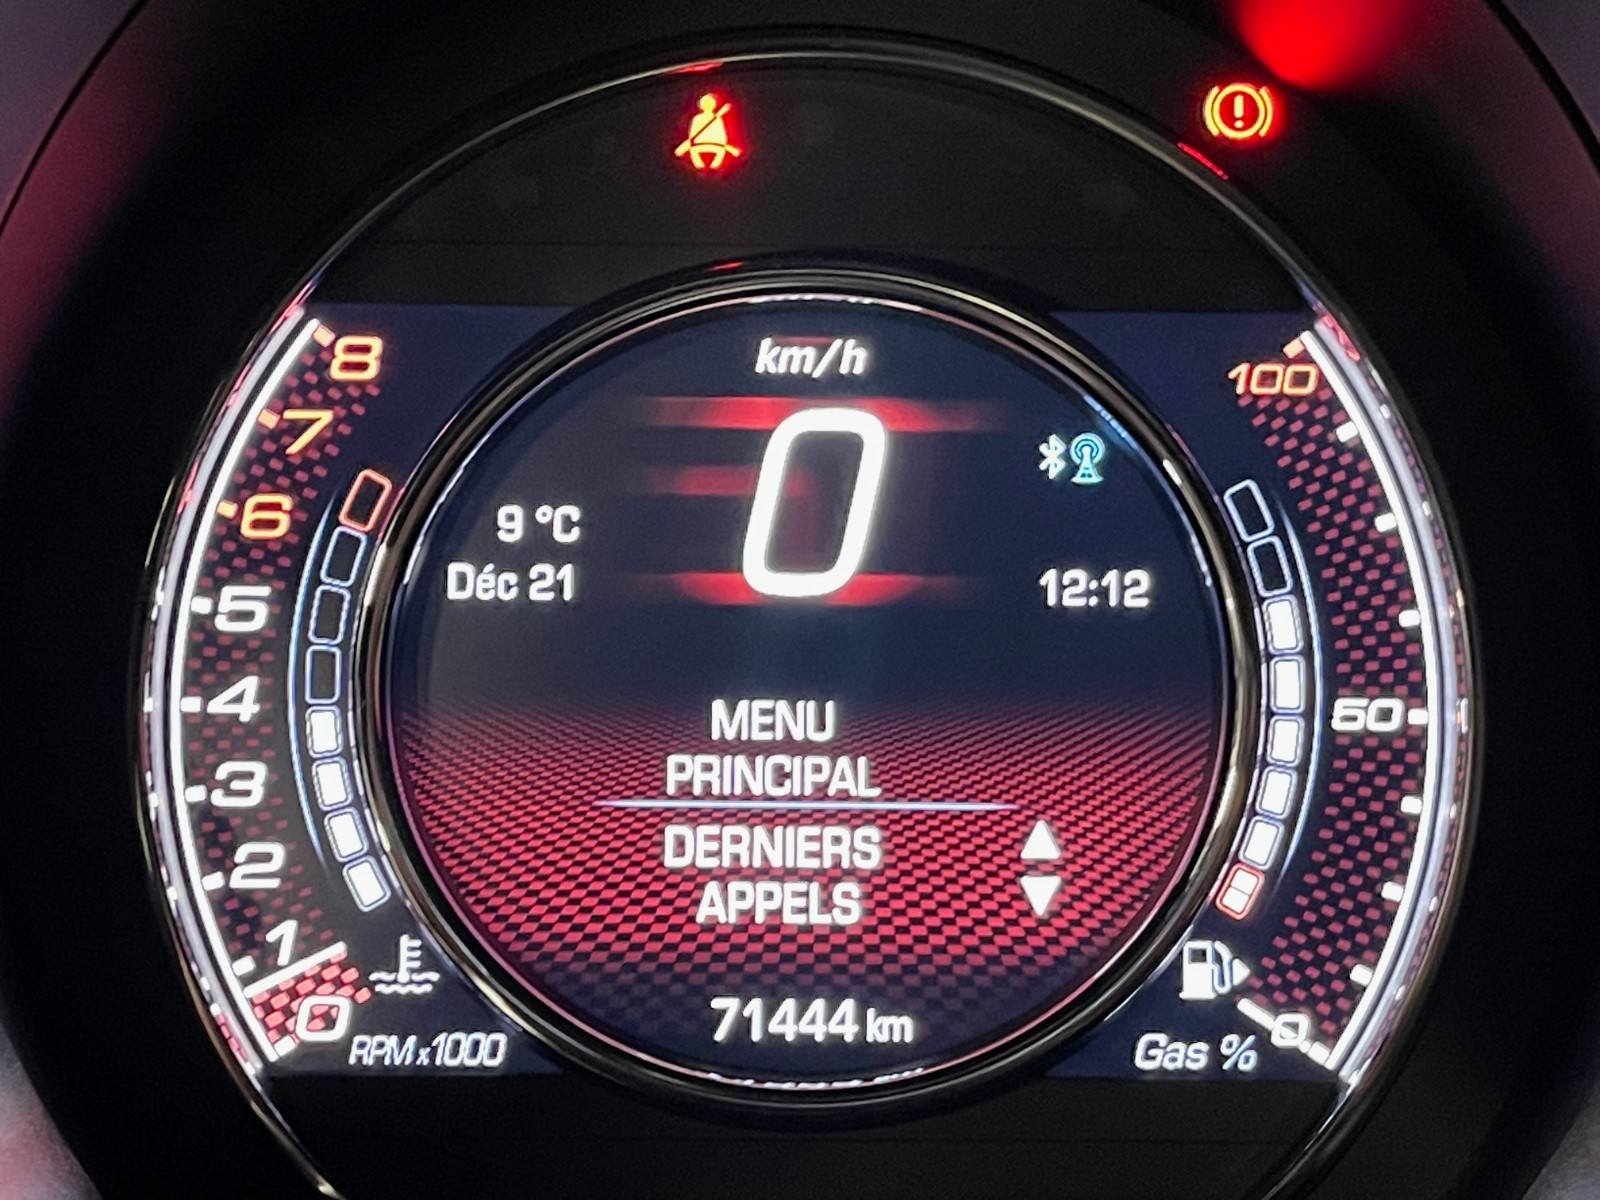 km/h
0
9 °C
Déc 21
12:12
MENU
PRINCIPAL
DERNIERS
APPELS
71444 km
8
7
6
5
4
3
2
1
0
RPM x1000
100
50
0
Gas %